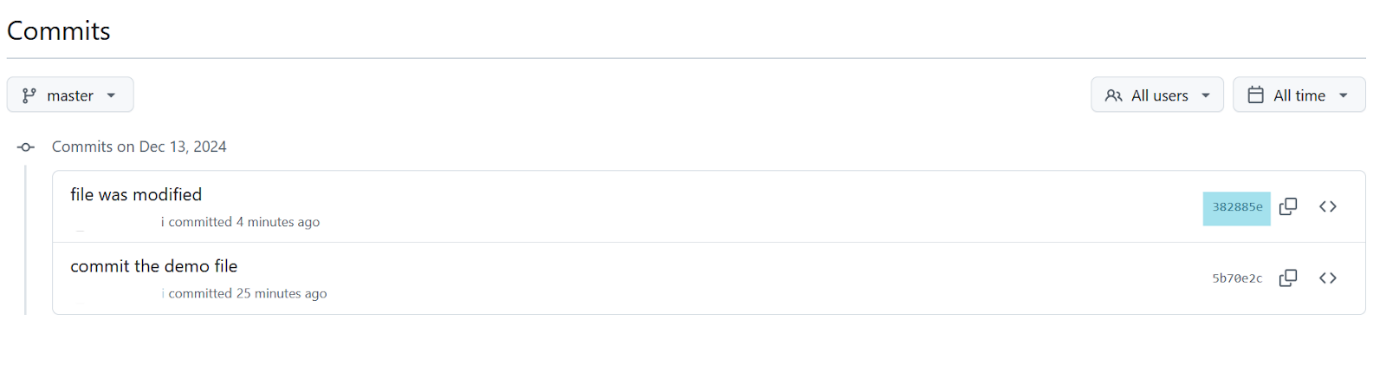 Commits
master
All users
All time
Commits on Dec 13, 2024
file was modified
382885e
i committed 4 minutes ago
commit the demo file
5b70e2c
i committed 25 minutes ago